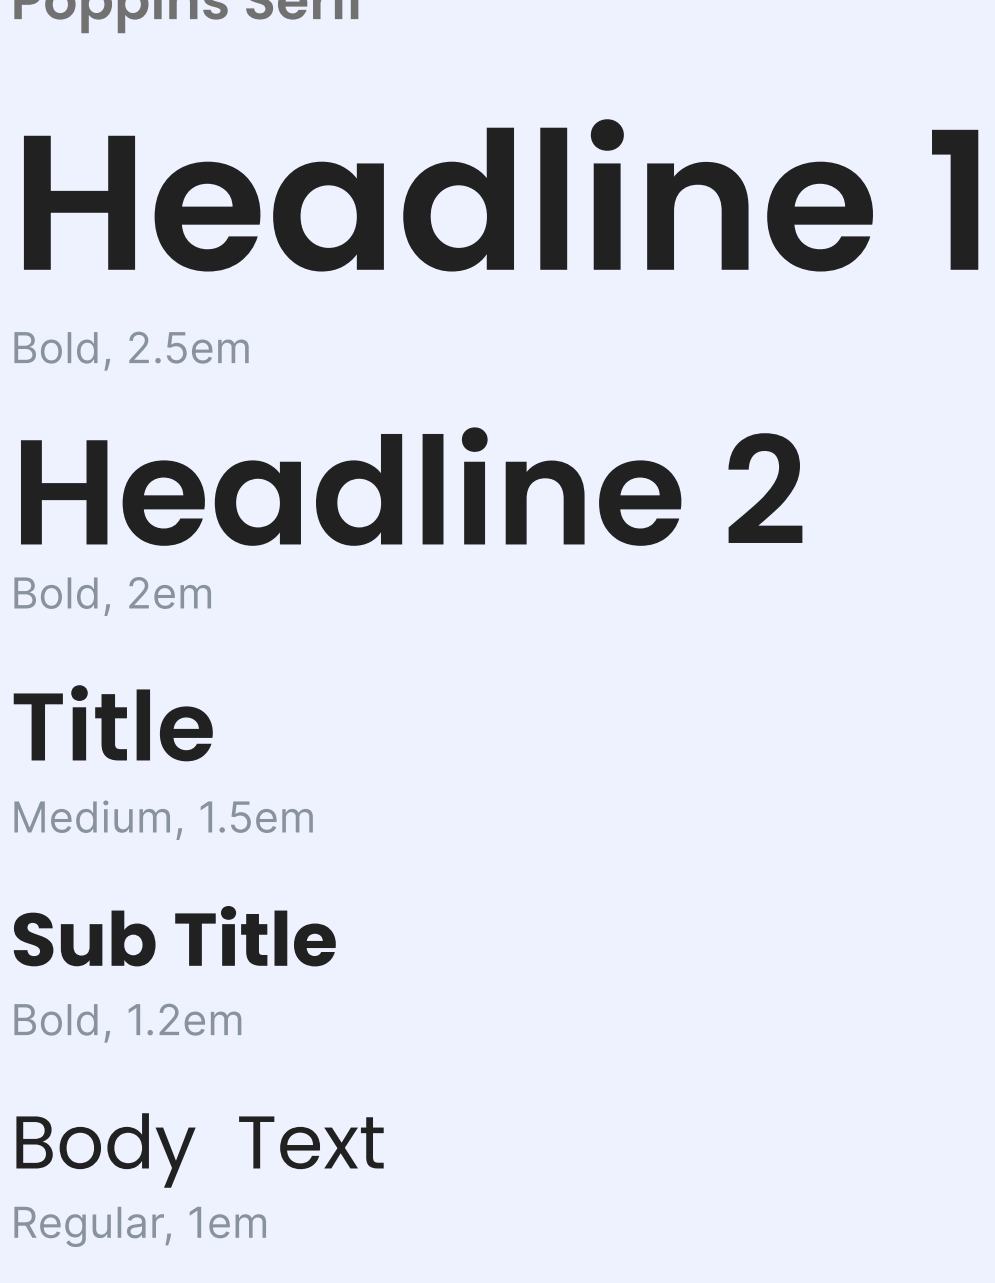 Poppins Serif
Headline 1
Bold, 2.5em
Headline 2
Bold, 2em
Title
Medium, 1.5em
Sub Title
Bold, 1.2em
Body  Text
Regular, 1em